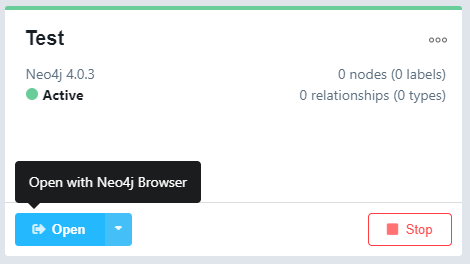 Test
Neo4j 4.0.3
0 nodes (0 labels)
Active
0 relationships (0 types)
Open with Neo4j Browser
Open
Stop